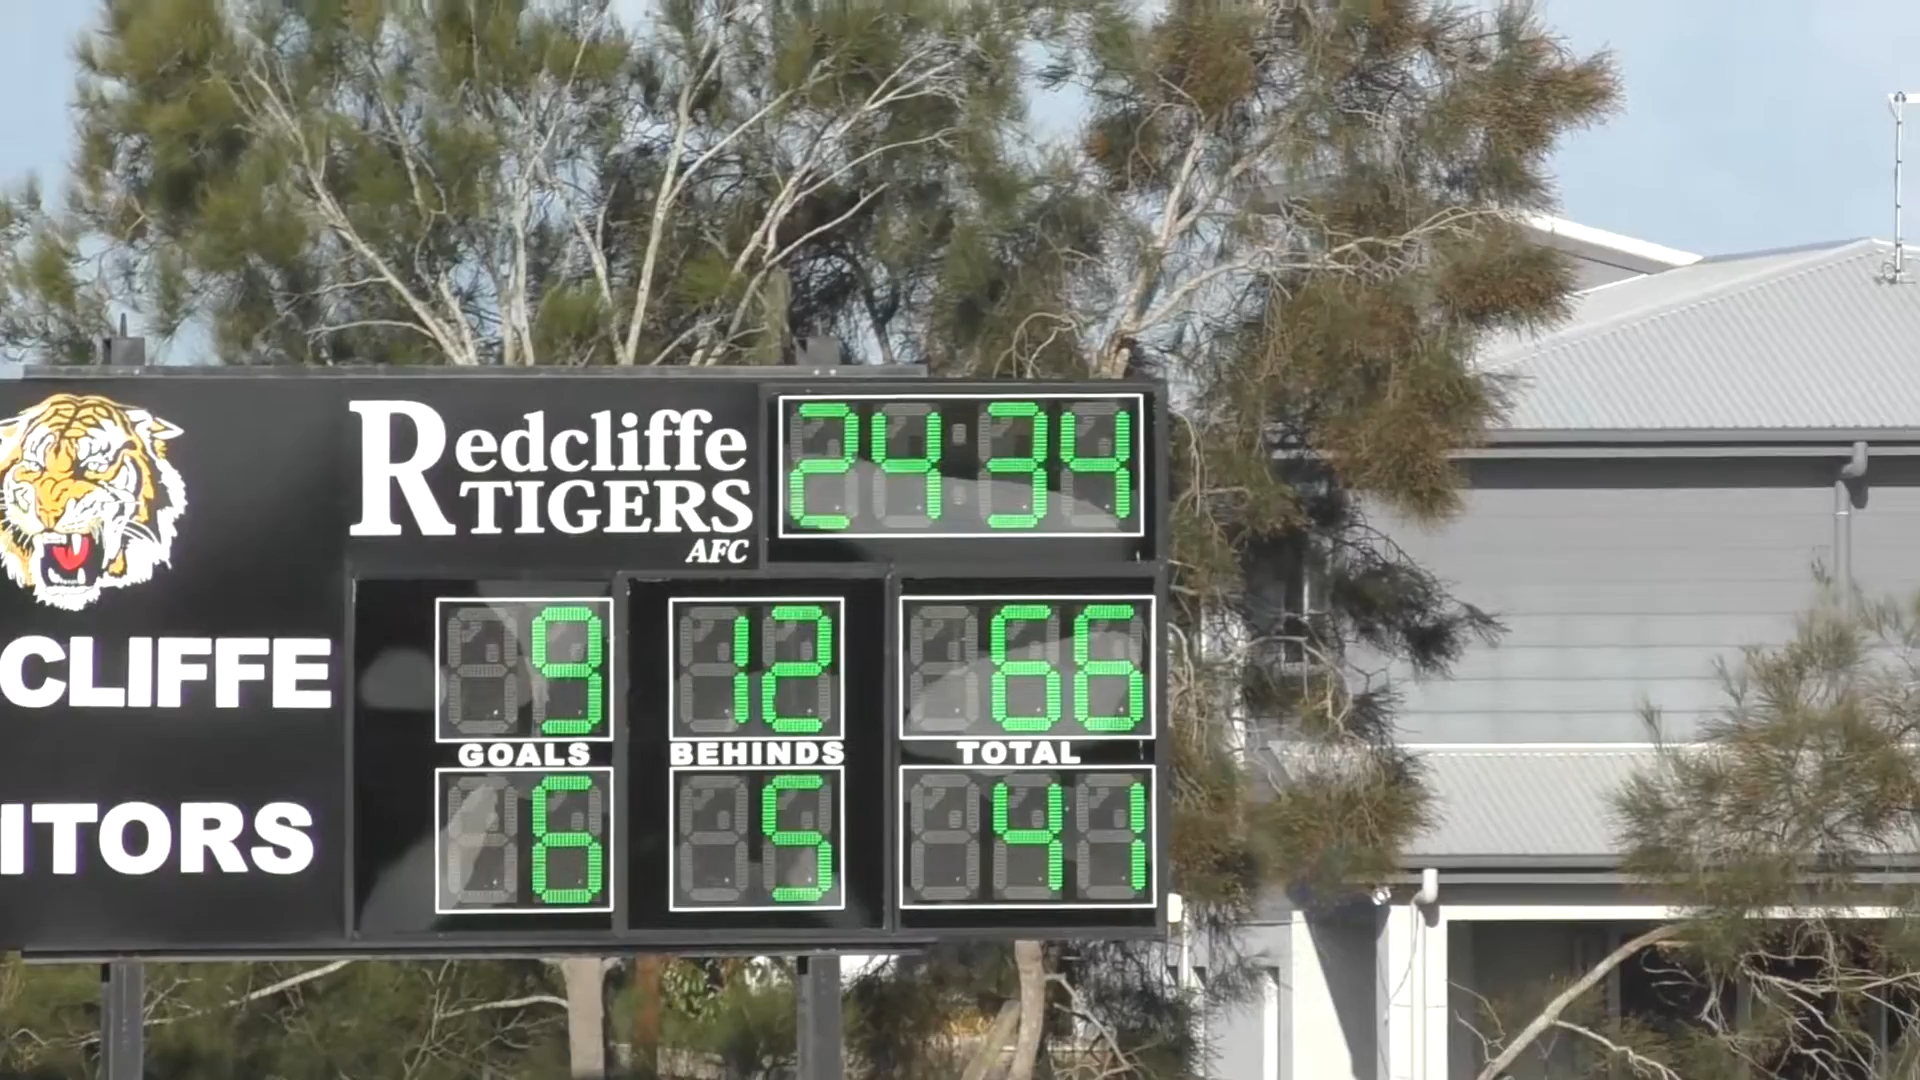 Redcliffe
TIGERS
AFC
24:34
CLIFFE
9 12 66
GOALS BEHINDS TOTAL
ITORS
6 5 41